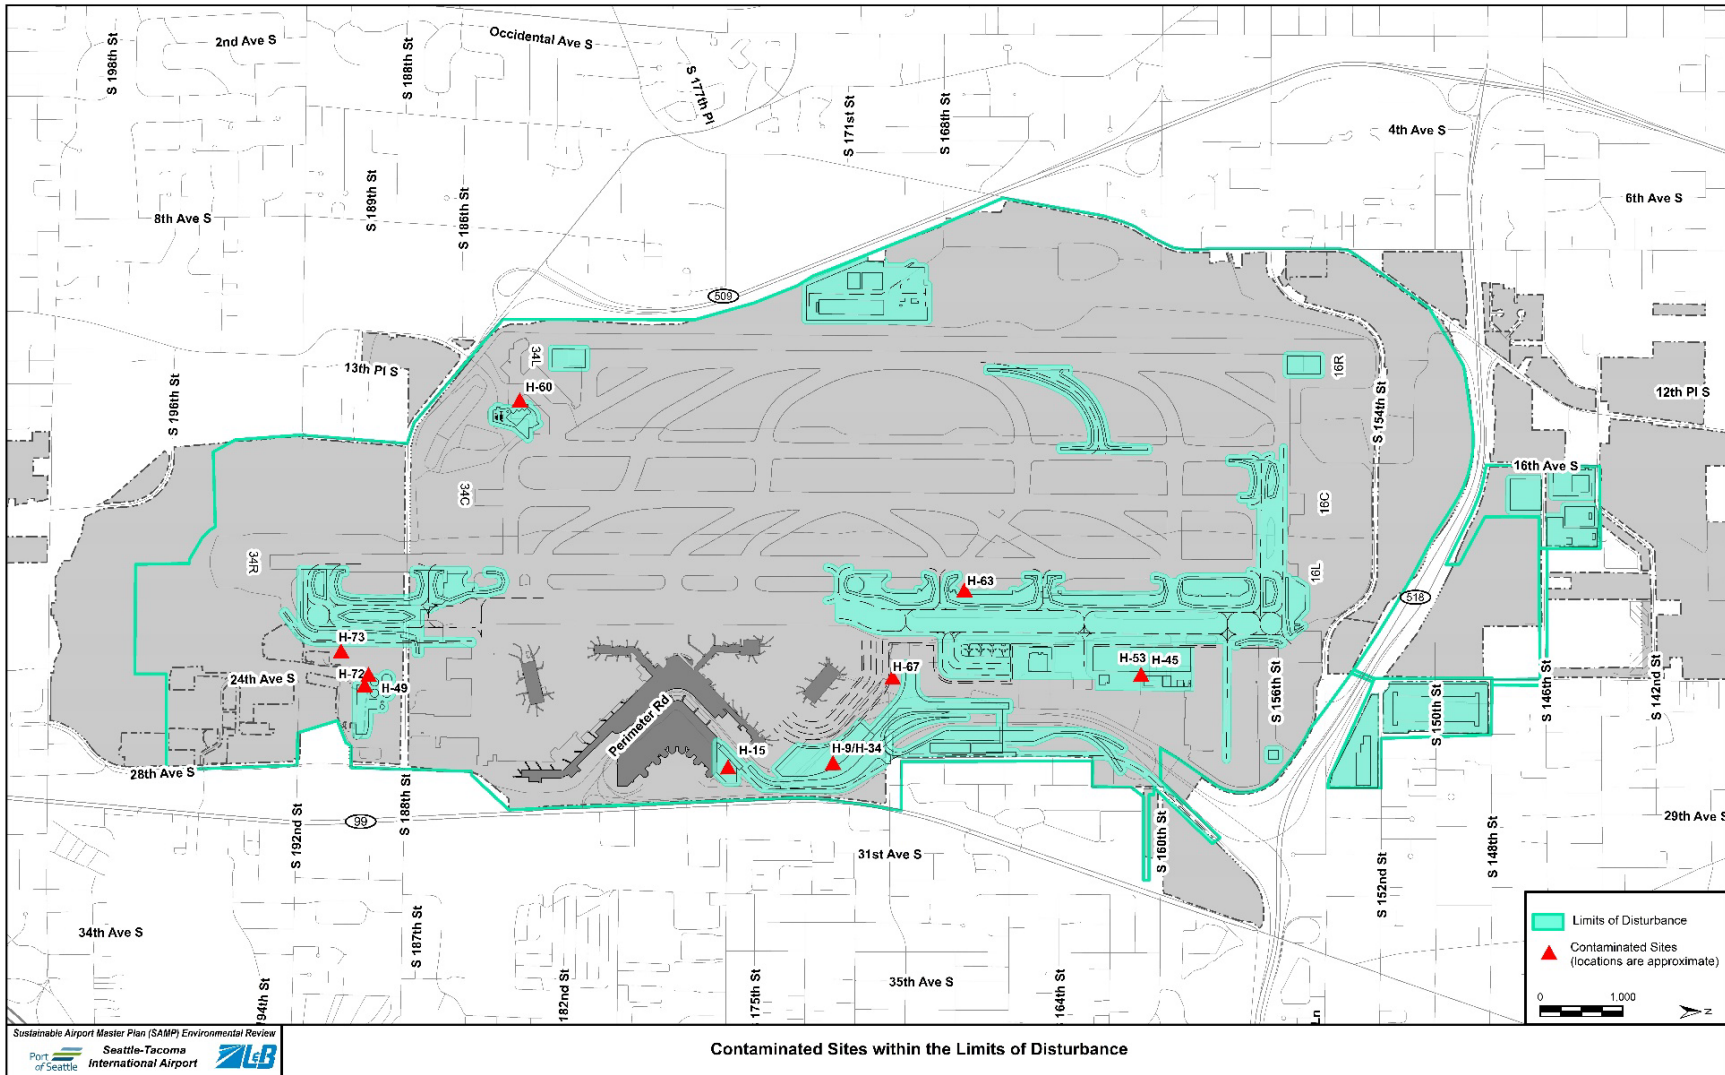 2nd Ave S
Occidental Ave S
S 198th St
S 188th St
S 177th Pl
S 171st St
S 168th St
4th Ave S
8th Ave S
S 189th St
S 186th St
6th Ave S
509
13th Pl S
S 196th St
34L
H-60
16R
S 154th St
12th Pl S
34C
16C
16th Ave S
34R
16L
518
H-63
H-73
H-72
H-49
24th Ave S
H-67
H-53
H-45
S 156th St
S 150th St
S 146th St
S 142nd St
Perimeter Rd
H-15
H-9/H-34
28th Ave S
S 192nd St
S 188th St
99
31st Ave S
S 160th St
29th Ave S
S 152nd St
S 148th St
34th Ave S
S 187th St
35th Ave S
S 194th St
S 182nd St
S 175th St
S 164th St
Ln
Limits of Disturbance
Contaminated Sites
(locations are approximate)
0 1,000
N
Sustainable Airport Master Plan (SAMP) Environmental Review
Port of Seattle
Seattle-Tacoma
International Airport
L&B
Contaminated Sites within the Limits of Disturbance